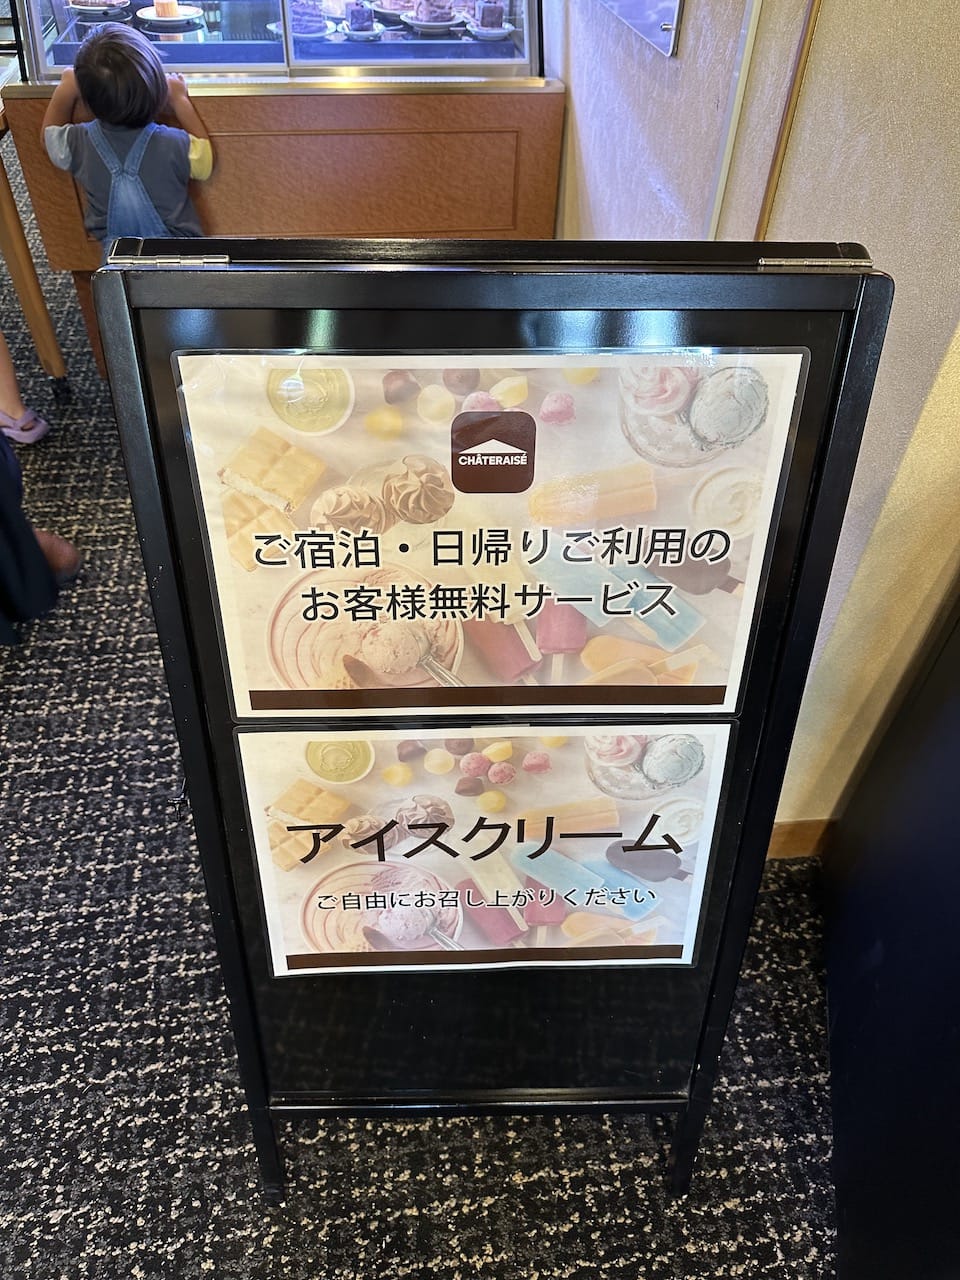 CHÂTERAISÉ
ご宿泊・日帰りご利用の
お客様無料サービス
アイスクリーム
ご自由にお召し上がりください